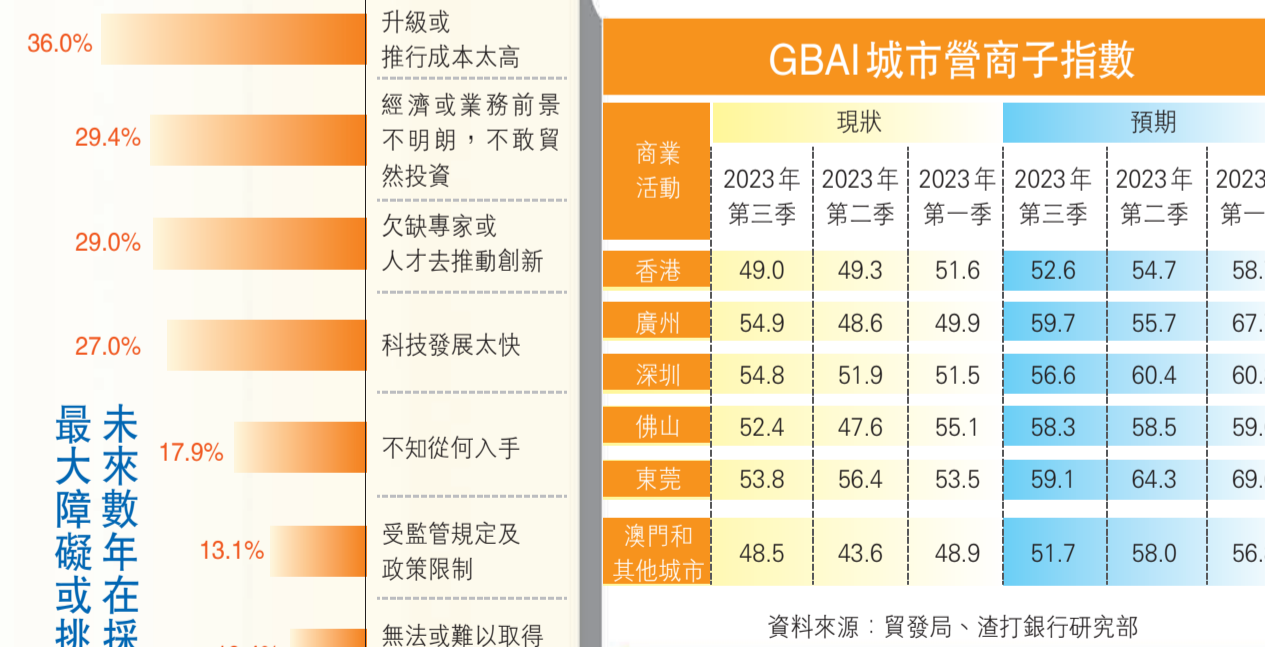 36.0%
升級或
推行成本太高
29.4%
經濟或業務前景
不明朗，不敢貿
然投資
29.0%
欠缺專家或
人才去推動創新
27.0%
科技發展太快
17.9%
不知從何入手
13.1%
受監管規定及
政策限制
無法或難以取得
未來數年在採
最大障礙或挑
GBAI城市營商子指數
商業
活動
現狀 預期
2023年 2023年 2023年 2023年 2023年 2023
第三季 第二季 第一季 第三季 第二季 第一
香港 49.0 49.3 51.6 52.6 54.7 58.
廣州 54.9 48.6 49.9 59.7 55.7 67.
深圳 54.8 51.9 51.5 56.6 60.4 60.
佛山 52.4 47.6 55.1 58.3 58.5 59.
東莞 53.8 56.4 53.5 59.1 64.3 69.
澳門和
其他城市 48.5 43.6 48.9 51.7 58.0 56.
資料來源：貿發局、渣打銀行研究部